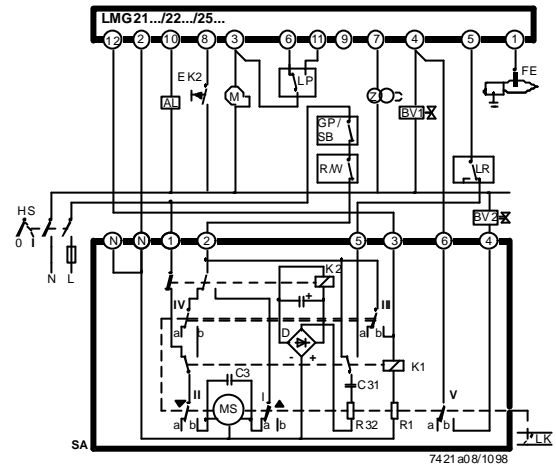 LMG21.../22.../25...
12 2 10 8 3 6 11 9 7 4 5 1
EK2 LP FE
AL M Z BV1
GP/
SB
R/W LR
HS BV2
0 I
N L N N 1 2 5 3 6 4
K2
IV III
a b D a b
- +
K1
C3 C31
II I V
a b MS a b R32 R1 a b
SA LK
7421a08/1098